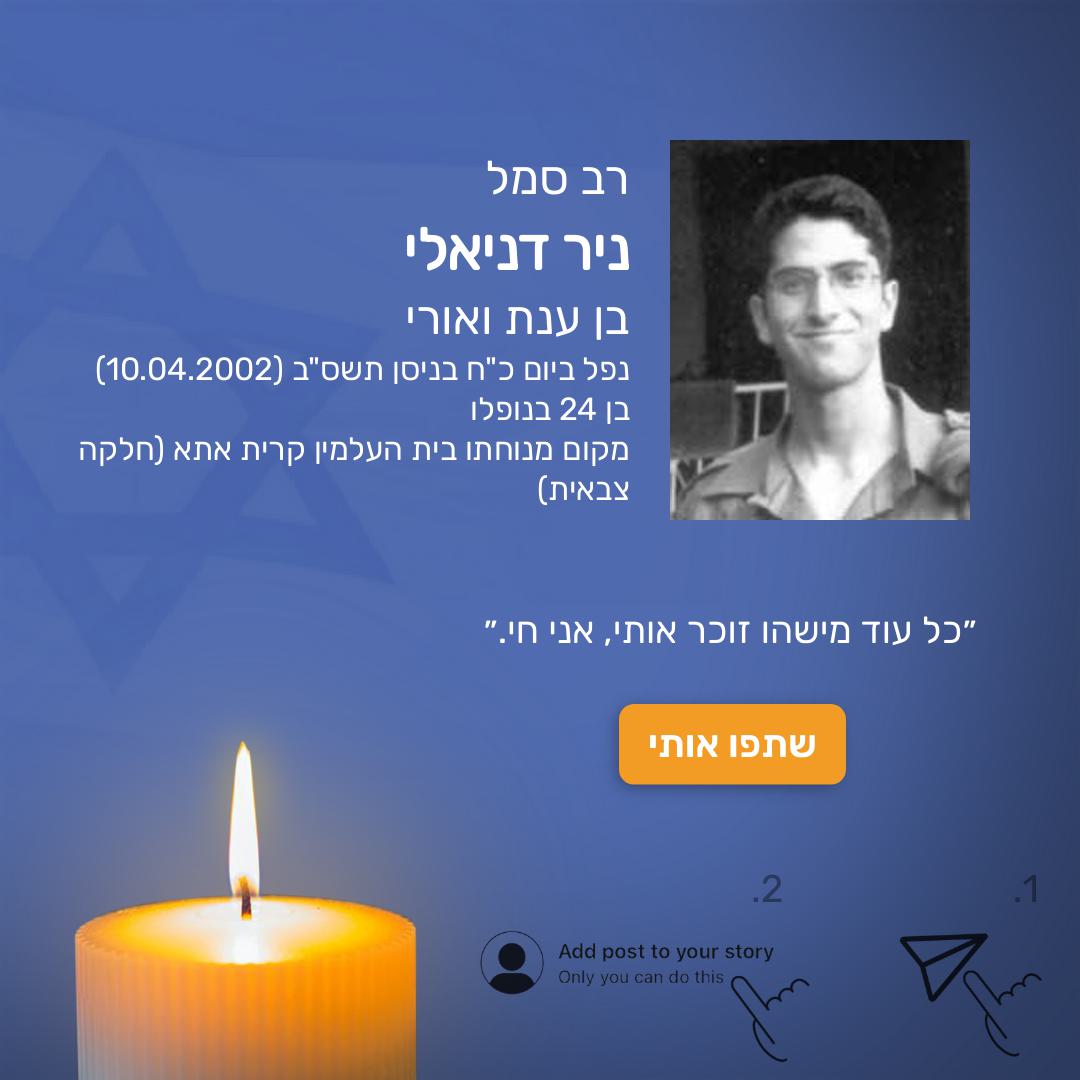 רב סמל
ניר דניאלי
בן ענת ואורי
נפל ביום כ"ח בניסן תשס"ב (10.04.2002)
בן 24 בנופלו
מקום מנוחתו בית העלמין קרית אתא (חלקה
צבאית)
״כל עוד מישהו זוכר אותי, אני חי.״
שתפו אותי
1.
2.
Add post to your story
Only you can do this